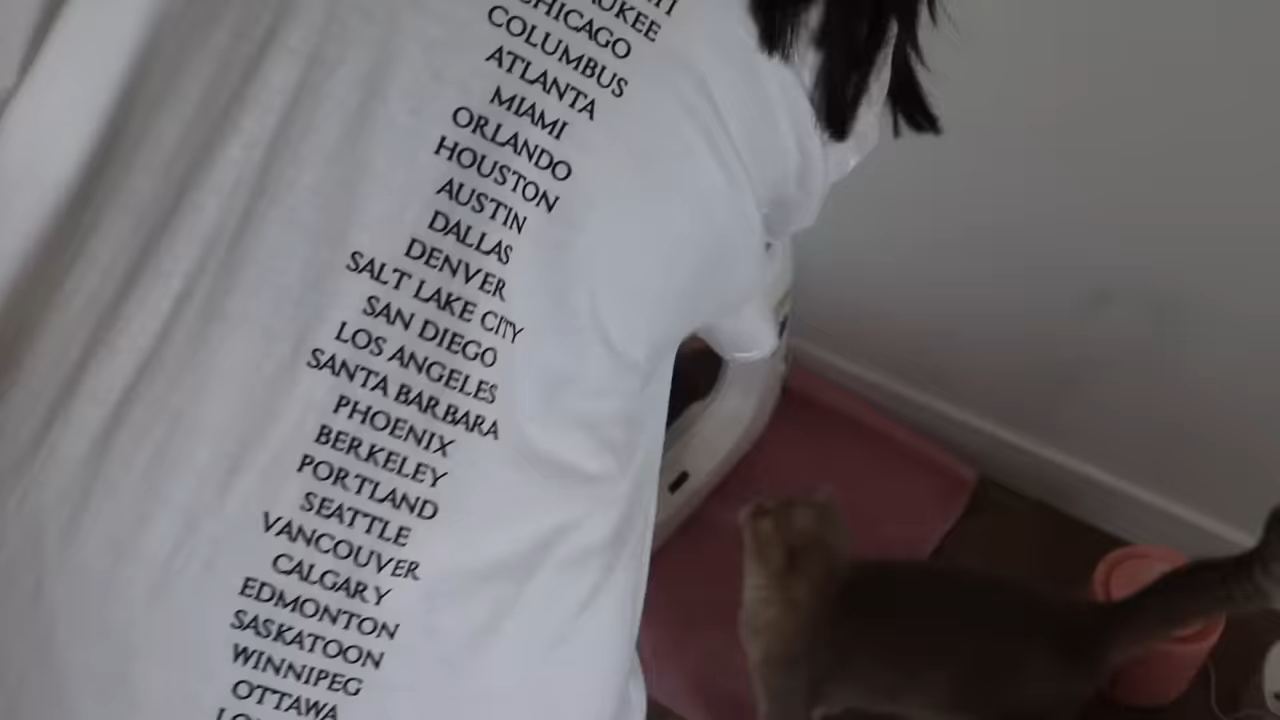 CHICAGO
COLUMBUS
ATLANTA
MIAMI
ORLANDO
HOUSTON
AUSTIN
DALLAS
DENVER
SALT LAKE CITY
SAN DIEGO
LOS ANGELES
SANTA BARBARA
PHOENIX
BERKELEY
PORTLAND
SEATTLE
VANCOUVER
CALGARY
EDMONTON
SASKATOON
WINNIPEG
OTTAWA